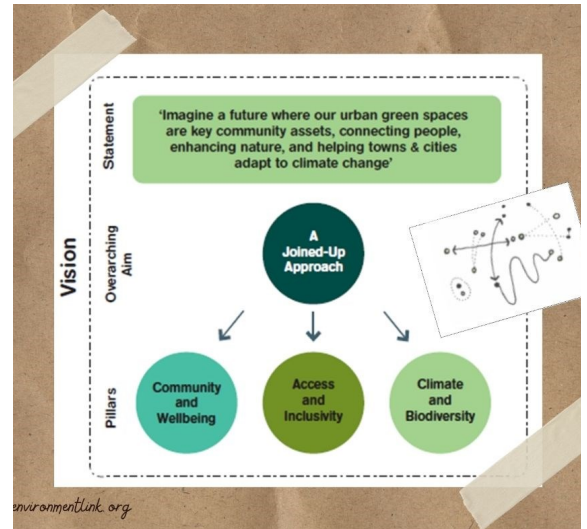 Vision
Statement
'Imagine a future where our urban green spaces
are key community assets, connecting people,
enhancing nature, and helping towns & cities
adapt to climate change'
Overarching
Aim
A
Joined-Up
Approach
Pillars
Community
and
Wellbeing
Access
and
Inclusivity
Climate
and
Biodiversity
environmentlink.org